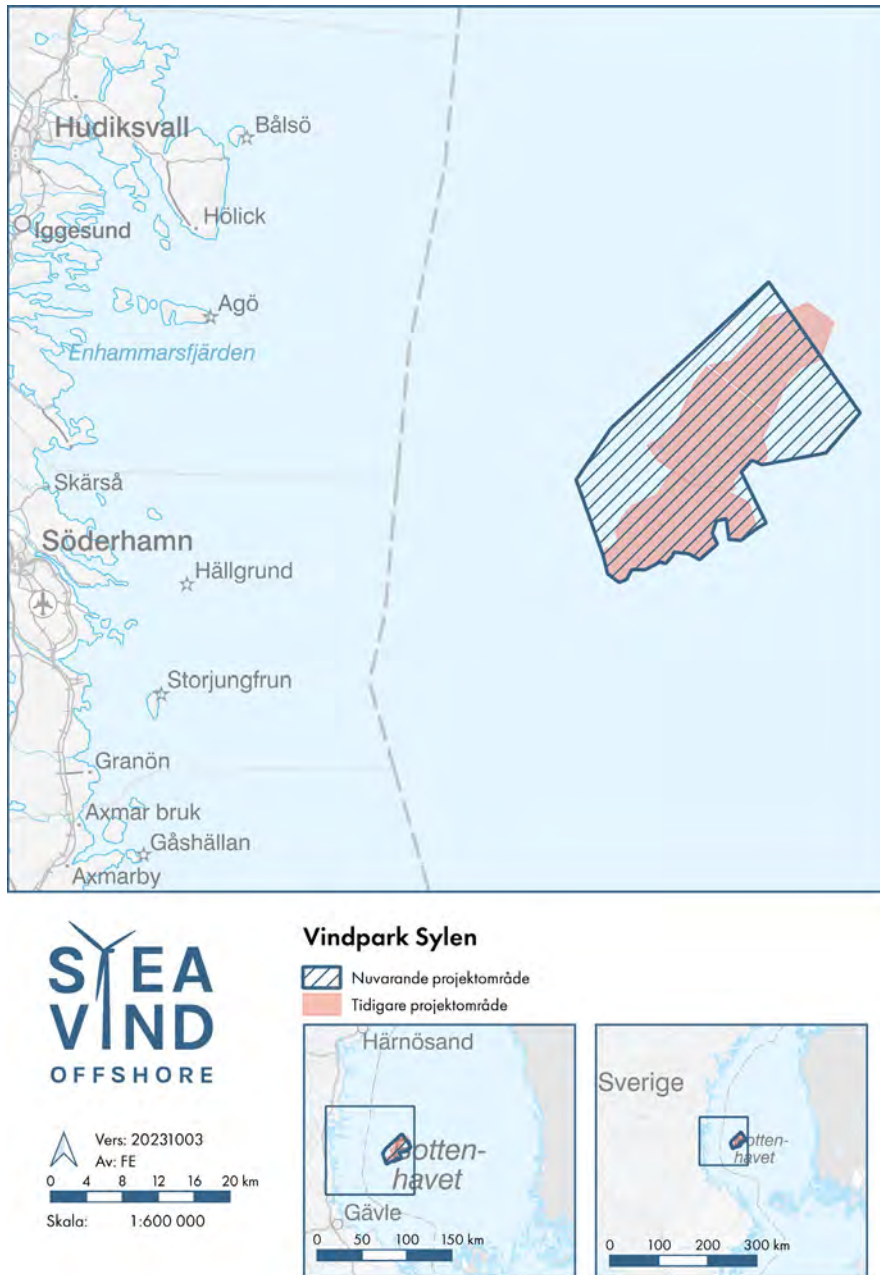 Hudiksvall
Bålsö
Hölick
Iggesund
Agö
Enhammarsfjärden
Skärså
Söderhamn
Hällgrund
Storjungfrun
Granön
Axmar bruk
Gåshällan
Axmarby
SVEA
VIND
OFFSHORE
Vers: 20231003
Av: FE
0 4 8 12 16 20 km
Skala: 1:600 000
Vindpark Sylen
Nuvarande projektområde
Tidigare projektområde
Härnösand
ottenhavet
Gävle
0 50 100 150 km
Sverige
otten-
havet
0 100 200 300 km